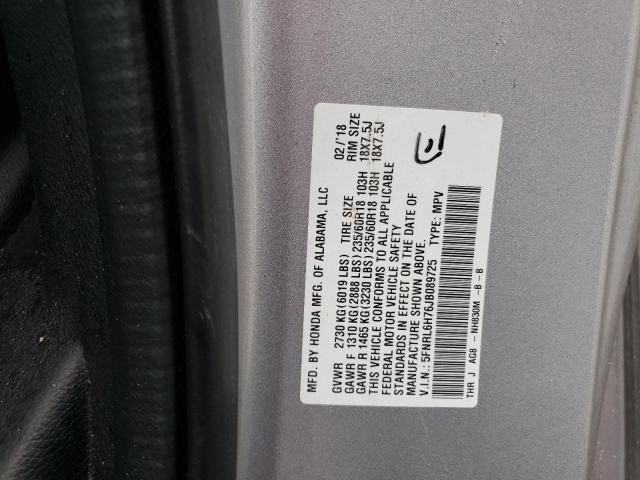 MFD. BY HONDA MFG. OF ALABAMA, LLC 02/'18
GVWR 2730 KG(6019 LBS) TIRE SIZE RIM SIZE
GAWR F 1310 KG(2888 LBS)235/60R18 103H 18X7.5J
GAWR R 1465 KG(3230 LBS)235/60R18 103H 18X7.5J
THIS VEHICLE CONFORMS TO ALL APPLICABLE
FEDERAL MOTOR VEHICLE SAFETY
STANDARDS IN EFFECT ON THE DATE OF
MANUFACTURE SHOWN ABOVE.
V.I.N.: 5FNRL6H76JB089725 TYPE: MPV
THR J AG8 - NH830M -B-B